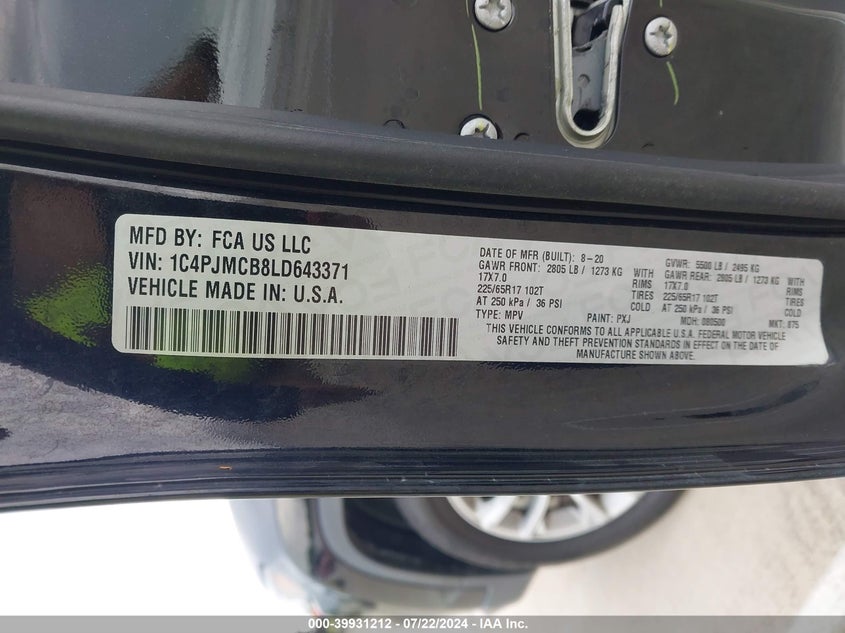 MFD BY: FCA US LLC
VIN: 1C4PJMCB8LD643371
VEHICLE MADE IN: U.S.A.
DATE OF MFR (BUILT): 8-20 GVWR: 5500 LB / 2495 KG
GAWR FRONT: 2805 LB / 1273 KG WITH GAWR REAR: 2805 LB / 1273 KG WITH
17X7.0 RIMS 17X7.0 RIMS
225/65R17 102T TIRES 225/65R17 102T TIRES
AT 250 kPa / 36 PSI COLD AT 250 kPa / 36 PSI COLD
TYPE: MPV PAINT: PXJ MDH: 080500 MKT: 875
THIS VEHICLE CONFORMS TO ALL APPLICABLE U.S.A. FEDERAL MOTOR VEHICLE
SAFETY AND THEFT PREVENTION STANDARDS IN EFFECT ON THE DATE OF
MANUFACTURE SHOWN ABOVE.
000-39931212 - 07/22/2024 - IAA Inc.